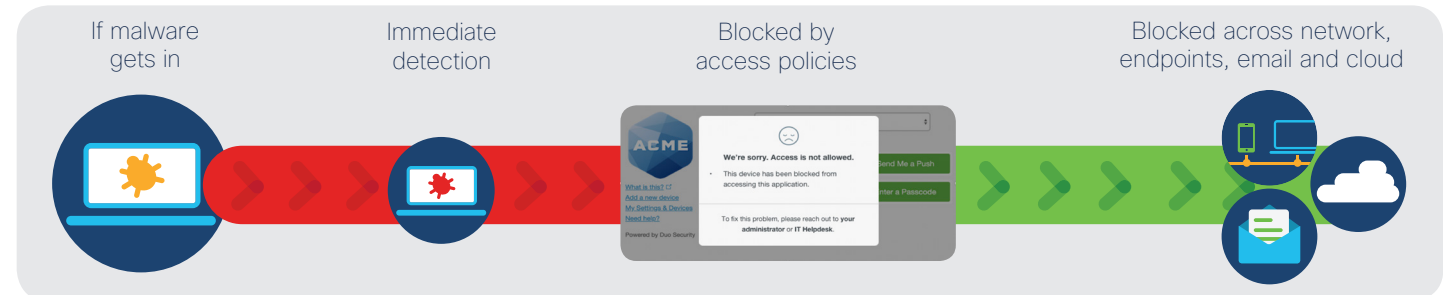 If malware
gets in
Immediate
detection
Blocked by
access policies
Blocked across network,
endpoints, email and cloud
ACME
What is this?
Add a new device
My Settings & Devices
Need help?
Powered by Duo Security
We're sorry. Access is not allowed.
• This device has been blocked from
accessing this application.
To fix this problem, please reach out to your
administrator or IT Helpdesk.
Send Me a Push
Enter a Passcode